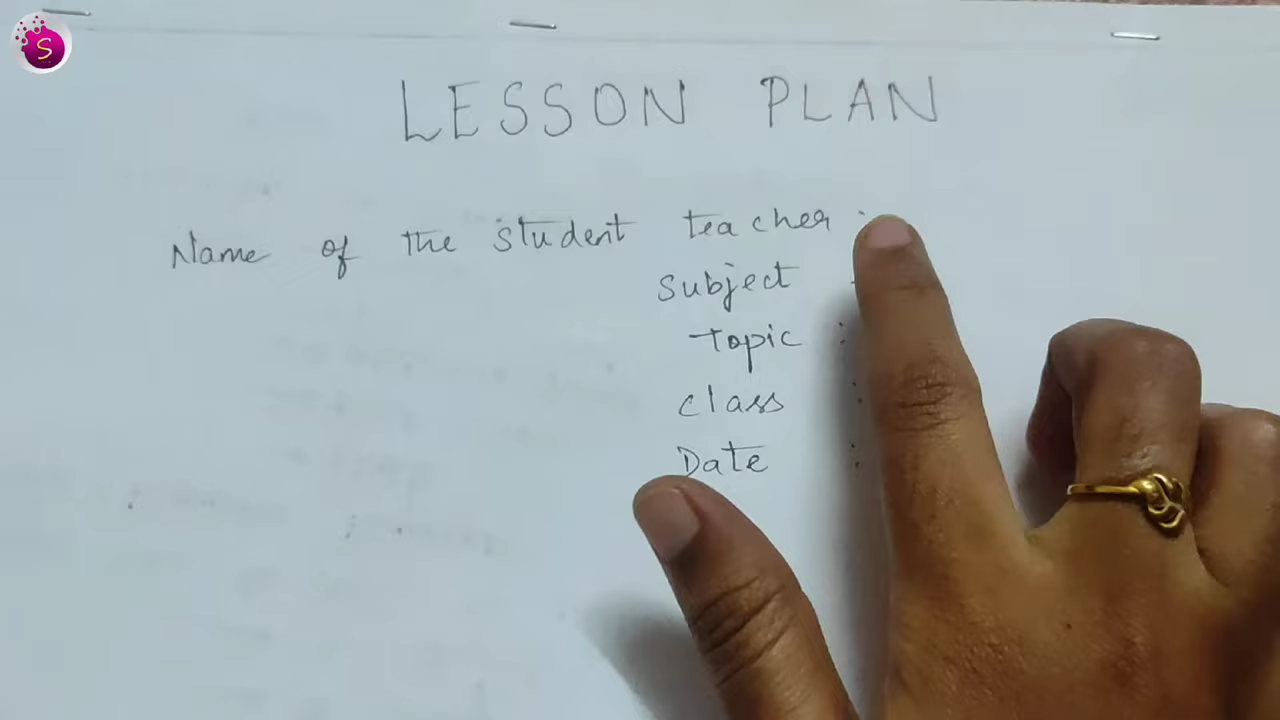 S
LESSON PLAN
Name of the student teacher :
Subject :
Topic :
Class :
Date :